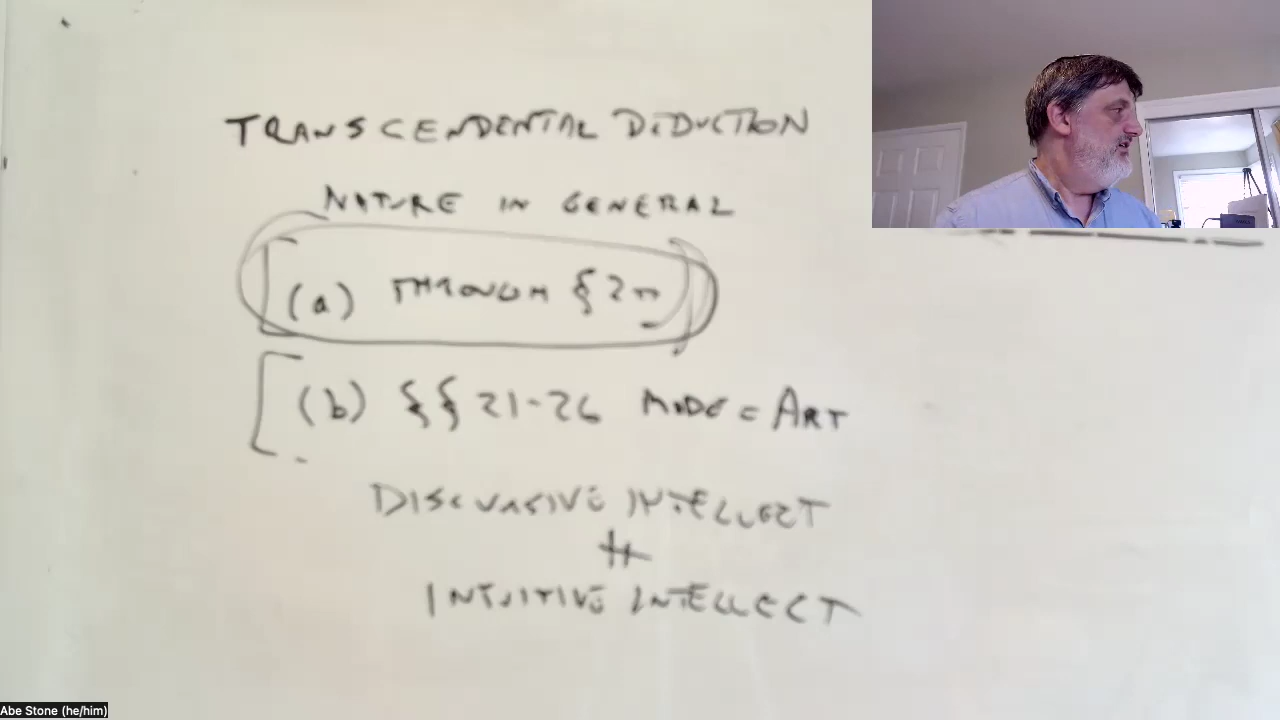 TRANSCENDENTAL DEDUCTION
NATURE IN GENERAL
(a) THROUGH § 20
(b) §§ 21-26 MODE = ART
DISCURSIVE INTELLECT
≠
INTUITIVE INTELLECT
Abe Stone (he/him)